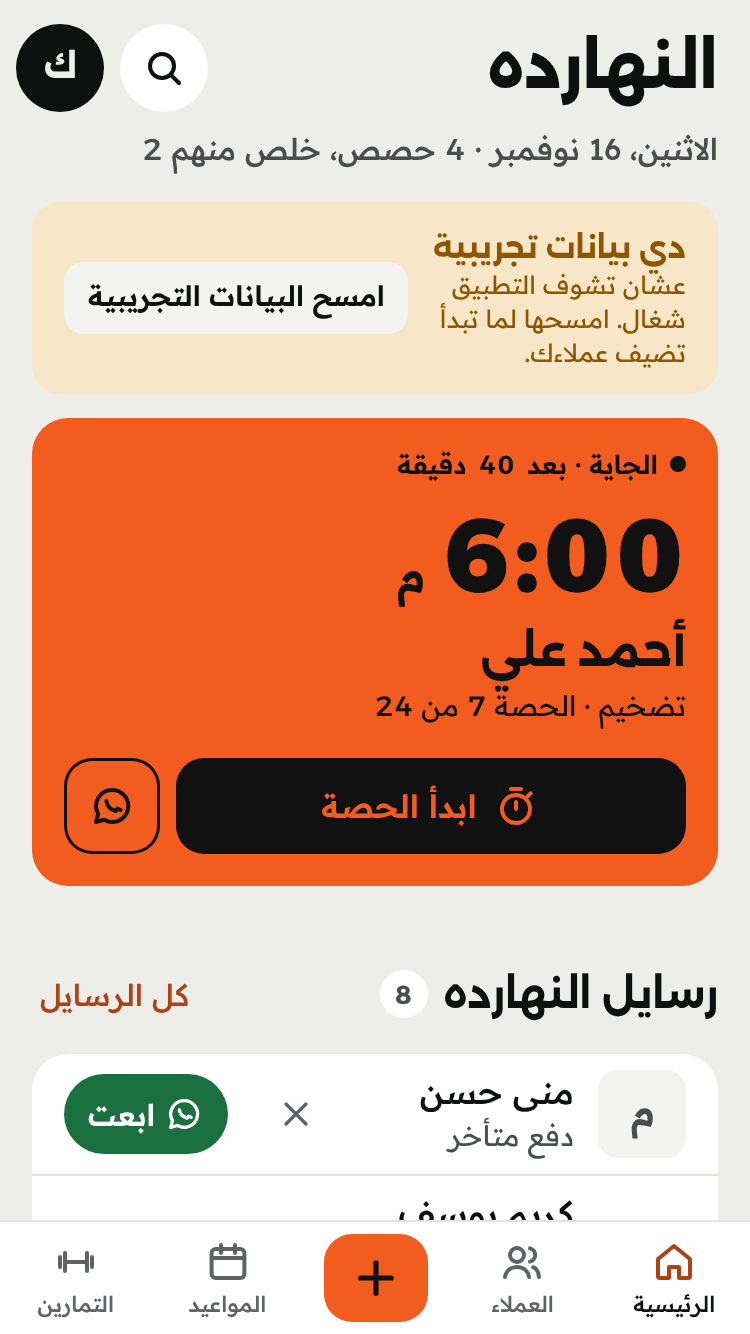 النهارده
ك
الاثنين، 16 نوفمبر · 4 حصص، خلص منهم 2
دي بيانات تجريبية
عشان تشوف التطبيق
شغال. امسحها لما تبدأ
تضيف عملاءك.
امسح البيانات التجريبية
الجاية · بعد 40 دقيقة
6:00 م
أحمد علي
تضخيم · الحصة 7 من 24
ابدأ الحصة
رسايل النهارده 8
كل الرسايل
م
منى حسن
دفع متأخر
ابعت
كريم يوسف
الرئيسية
العملاء
المواعيد
التمارين